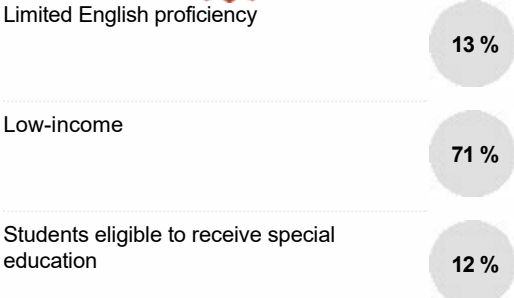 Limited English proficiency
13 %
Low-income
71 %
Students eligible to receive special
education
12 %